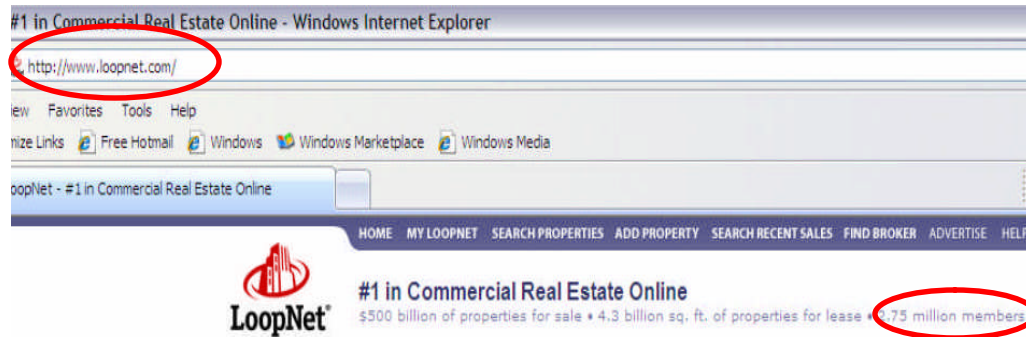 #1 in Commercial Real Estate Online - Windows Internet Explorer
http://www.loopnet.com/
iew Favorites Tools Help
mize Links Free Hotmail Windows Windows Marketplace Windows Media
oopNet - #1 in Commercial Real Estate Online
HOME MY LOOPNET SEARCH PROPERTIES ADD PROPERTY SEARCH RECENT SALES FIND BROKER ADVERTISE HELP
LoopNet
#1 in Commercial Real Estate Online
$500 billion of properties for sale • 4.3 billion sq. ft. of properties for lease • 2.75 million members